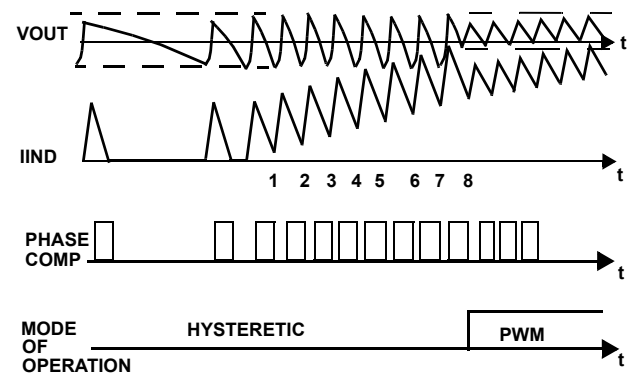 VOUT
t
IIND
t
1 2 3 4 5 6 7 8
PHASE
COMP
t
HYSTERETIC
PWM
MODE
OF
OPERATION
t